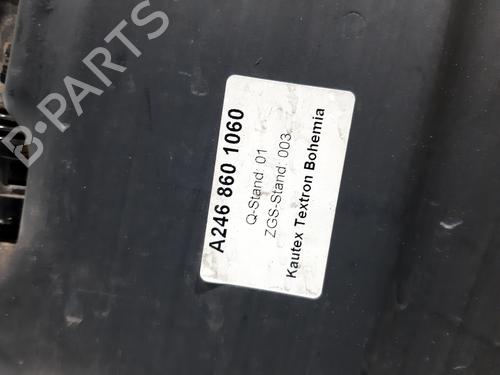 B-PARTS
A246 860 1060
Q-Stand: 01
ZGS-Stand: 003
Kautex Textron Bohemia